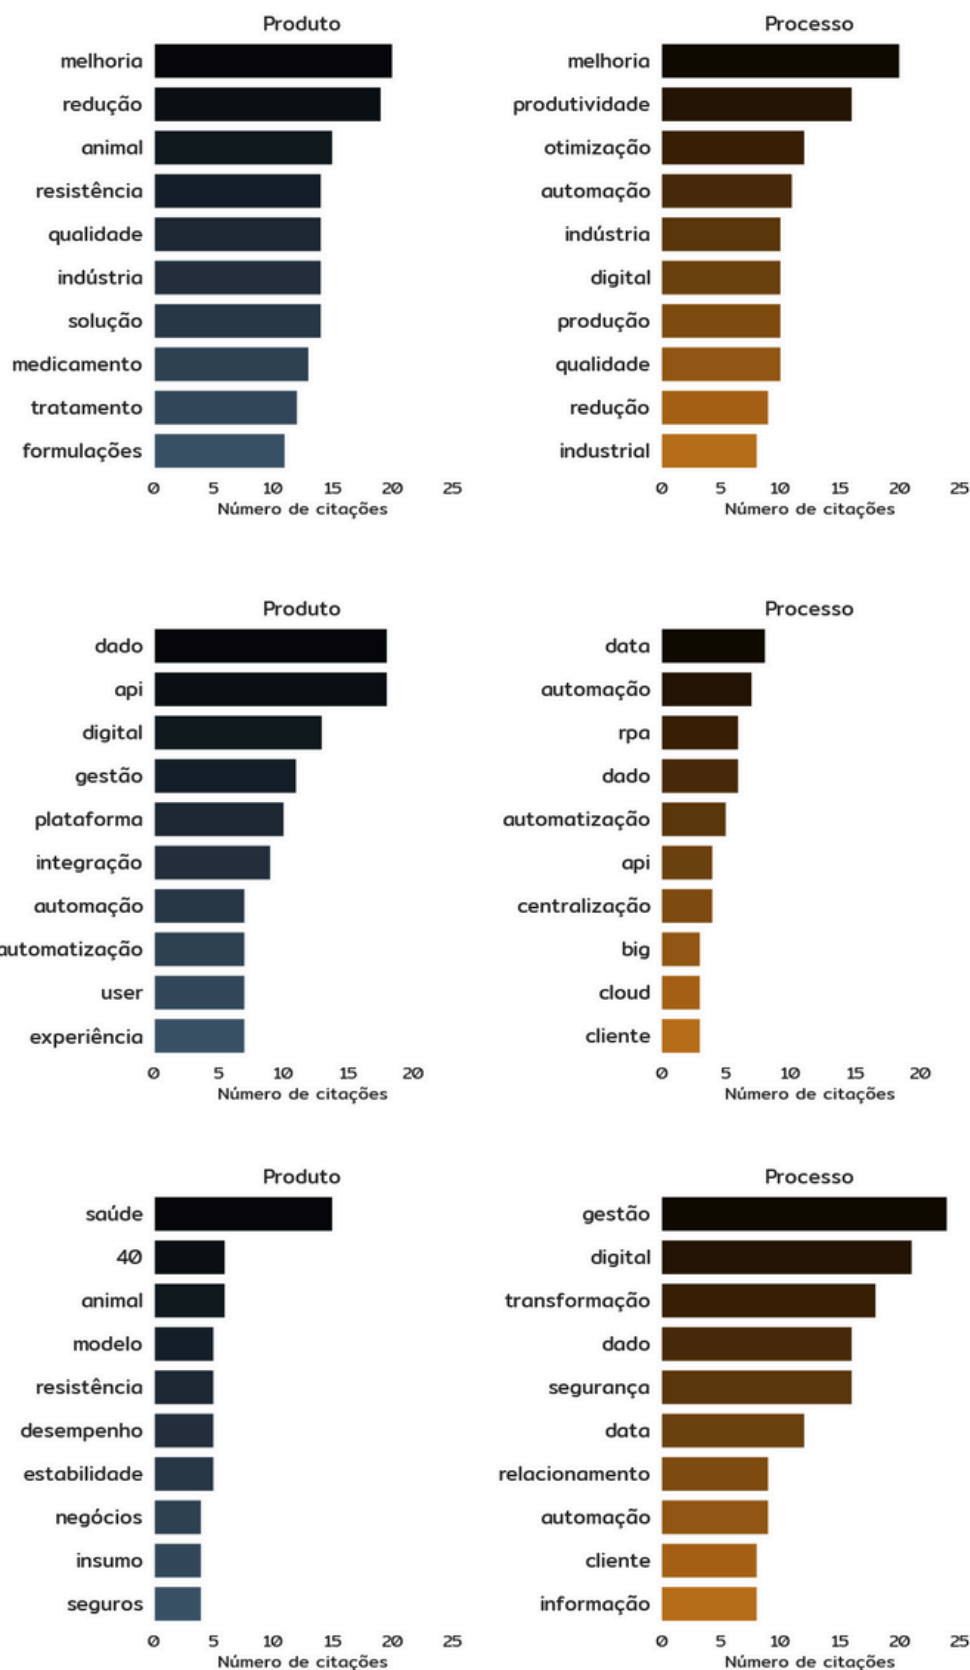 Produto
melhoria
redução
animal
resistência
qualidade
indústria
solução
medicamento
tratamento
formulações
0 5 10 15 20 25
Número de citações
Processo
melhoria
produtividade
otimização
automação
indústria
digital
produção
qualidade
redução
industrial
0 5 10 15 20 25
Número de citações
Produto
dado
api
digital
gestão
plataforma
integração
automação
automatização
user
experiência
0 5 10 15 20
Número de citações
Processo
data
automação
rpa
dado
automatização
api
centralização
big
cloud
cliente
0 5 10 15 20
Número de citações
Produto
saúde
40
animal
modelo
resistência
desempenho
estabilidade
negócios
insumo
seguros
0 5 10 15 20 25
Número de citações
Processo
gestão
digital
transformação
dado
segurança
data
relacionamento
automação
cliente
informação
0 5 10 15 20 25
Número de citações